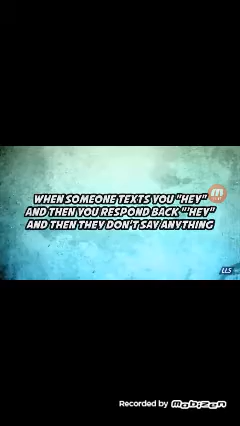 WHEN SOMEONE TEXTS YOU "HEY"
AND THEN YOU RESPOND BACK ""HEY"
AND THEN THEY DON'T SAY ANYTHING
LLS
Recorded by Mobizen